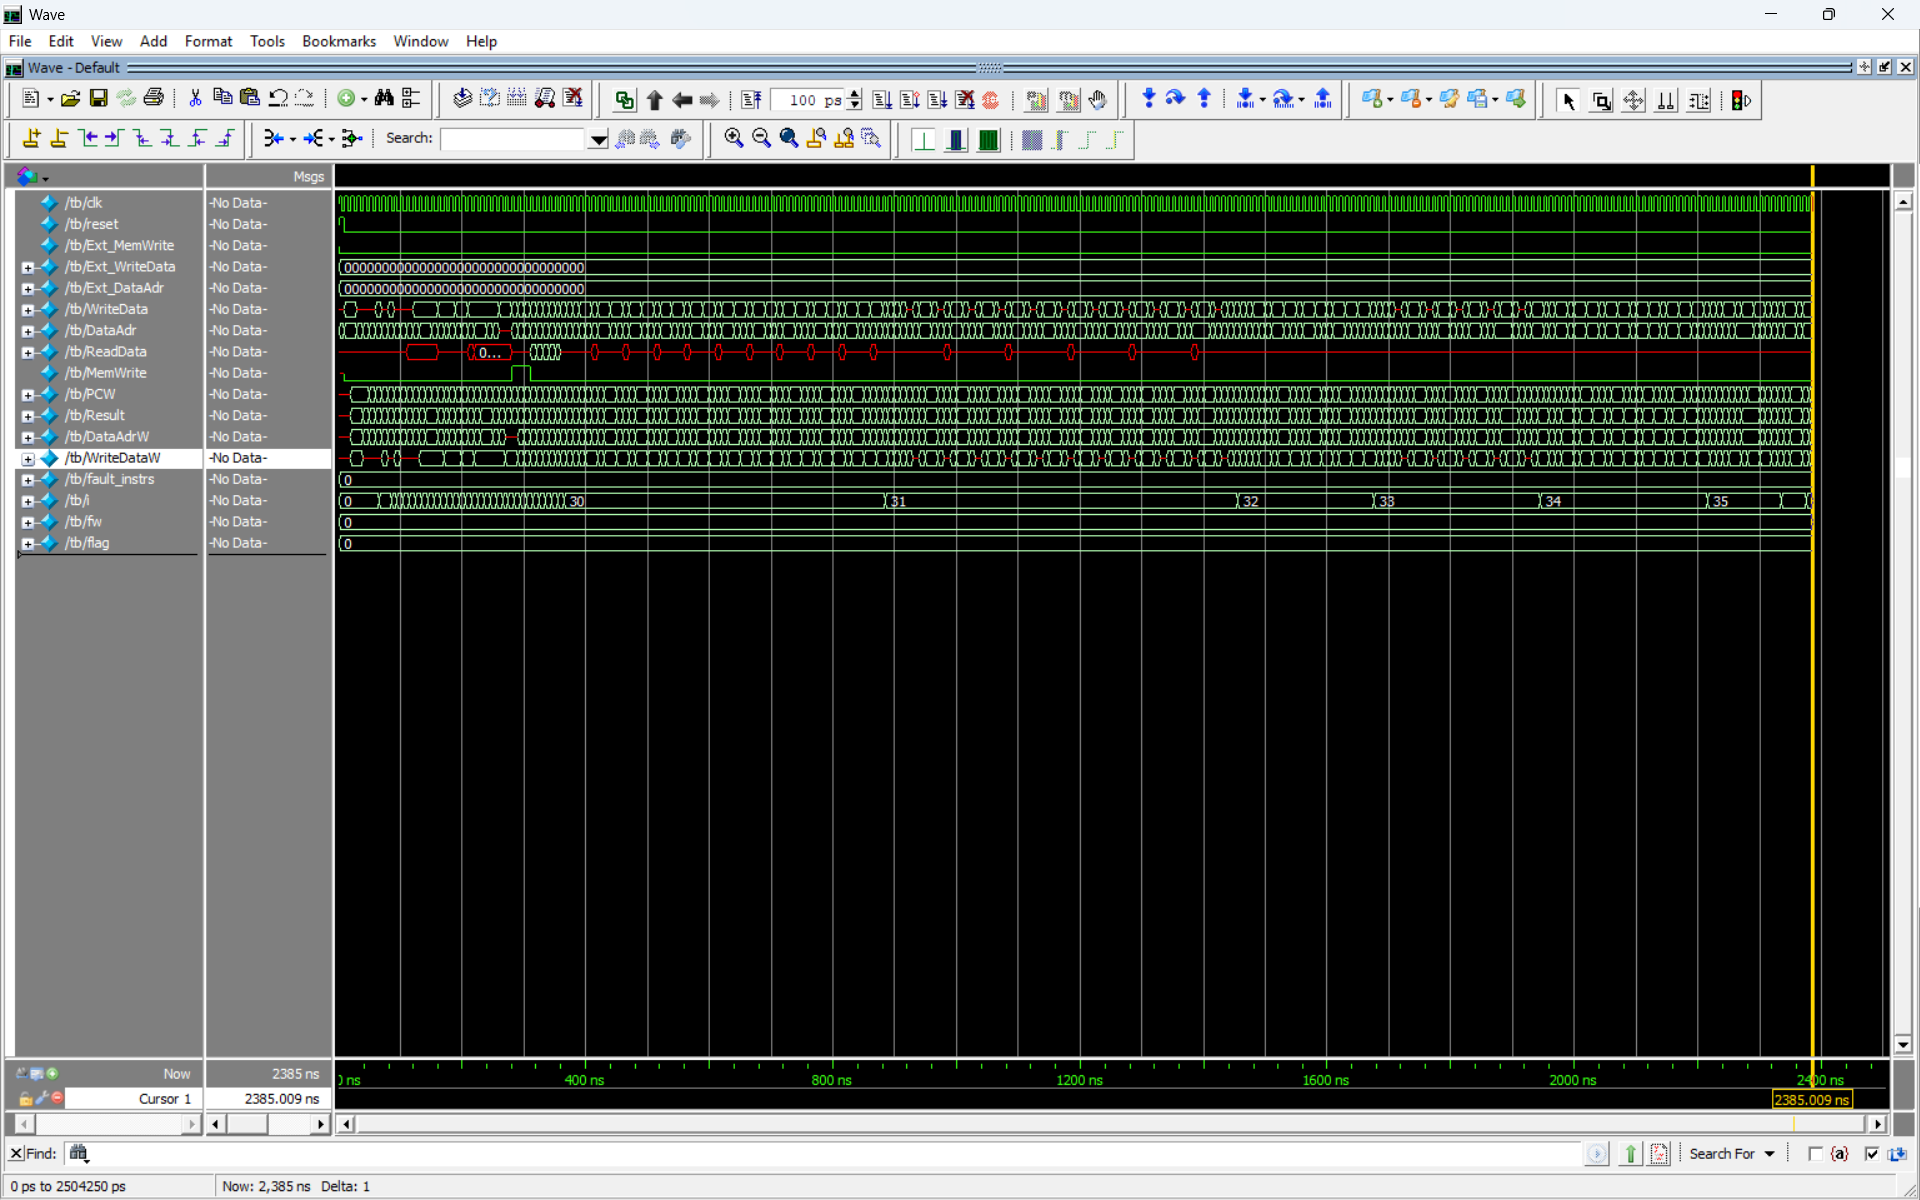 Wave
File Edit View Add Format Tools Bookmarks Window Help
Wave - Default
100 ps
Search:
Msgs
/tb/clk -No Data-
/tb/reset -No Data-
/tb/Ext_MemWrite -No Data-
/tb/Ext_WriteData -No Data- 00000000000000000000000000000000
/tb/Ext_DataAdr -No Data- 00000000000000000000000000000000
/tb/WriteData -No Data-
/tb/DataAdr -No Data-
/tb/ReadData -No Data- 0...
/tb/MemWrite -No Data-
/tb/PCW -No Data-
/tb/Result -No Data-
/tb/DataAdrW -No Data-
/tb/WriteDataW -No Data-
/tb/fault_instrs -No Data- 0
/tb/i -No Data- 0 30 31 32 33 34 35
/tb/fw -No Data- 0
/tb/flag -No Data- 0
Now 2385 ns ns 400 ns 800 ns 1200 ns 1600 ns 2000 ns 2400 ns
Cursor 1 2385.009 ns 2385.009 ns
Find: Search For {a}
0 ps to 2504250 ps Now: 2,385 ns Delta: 1